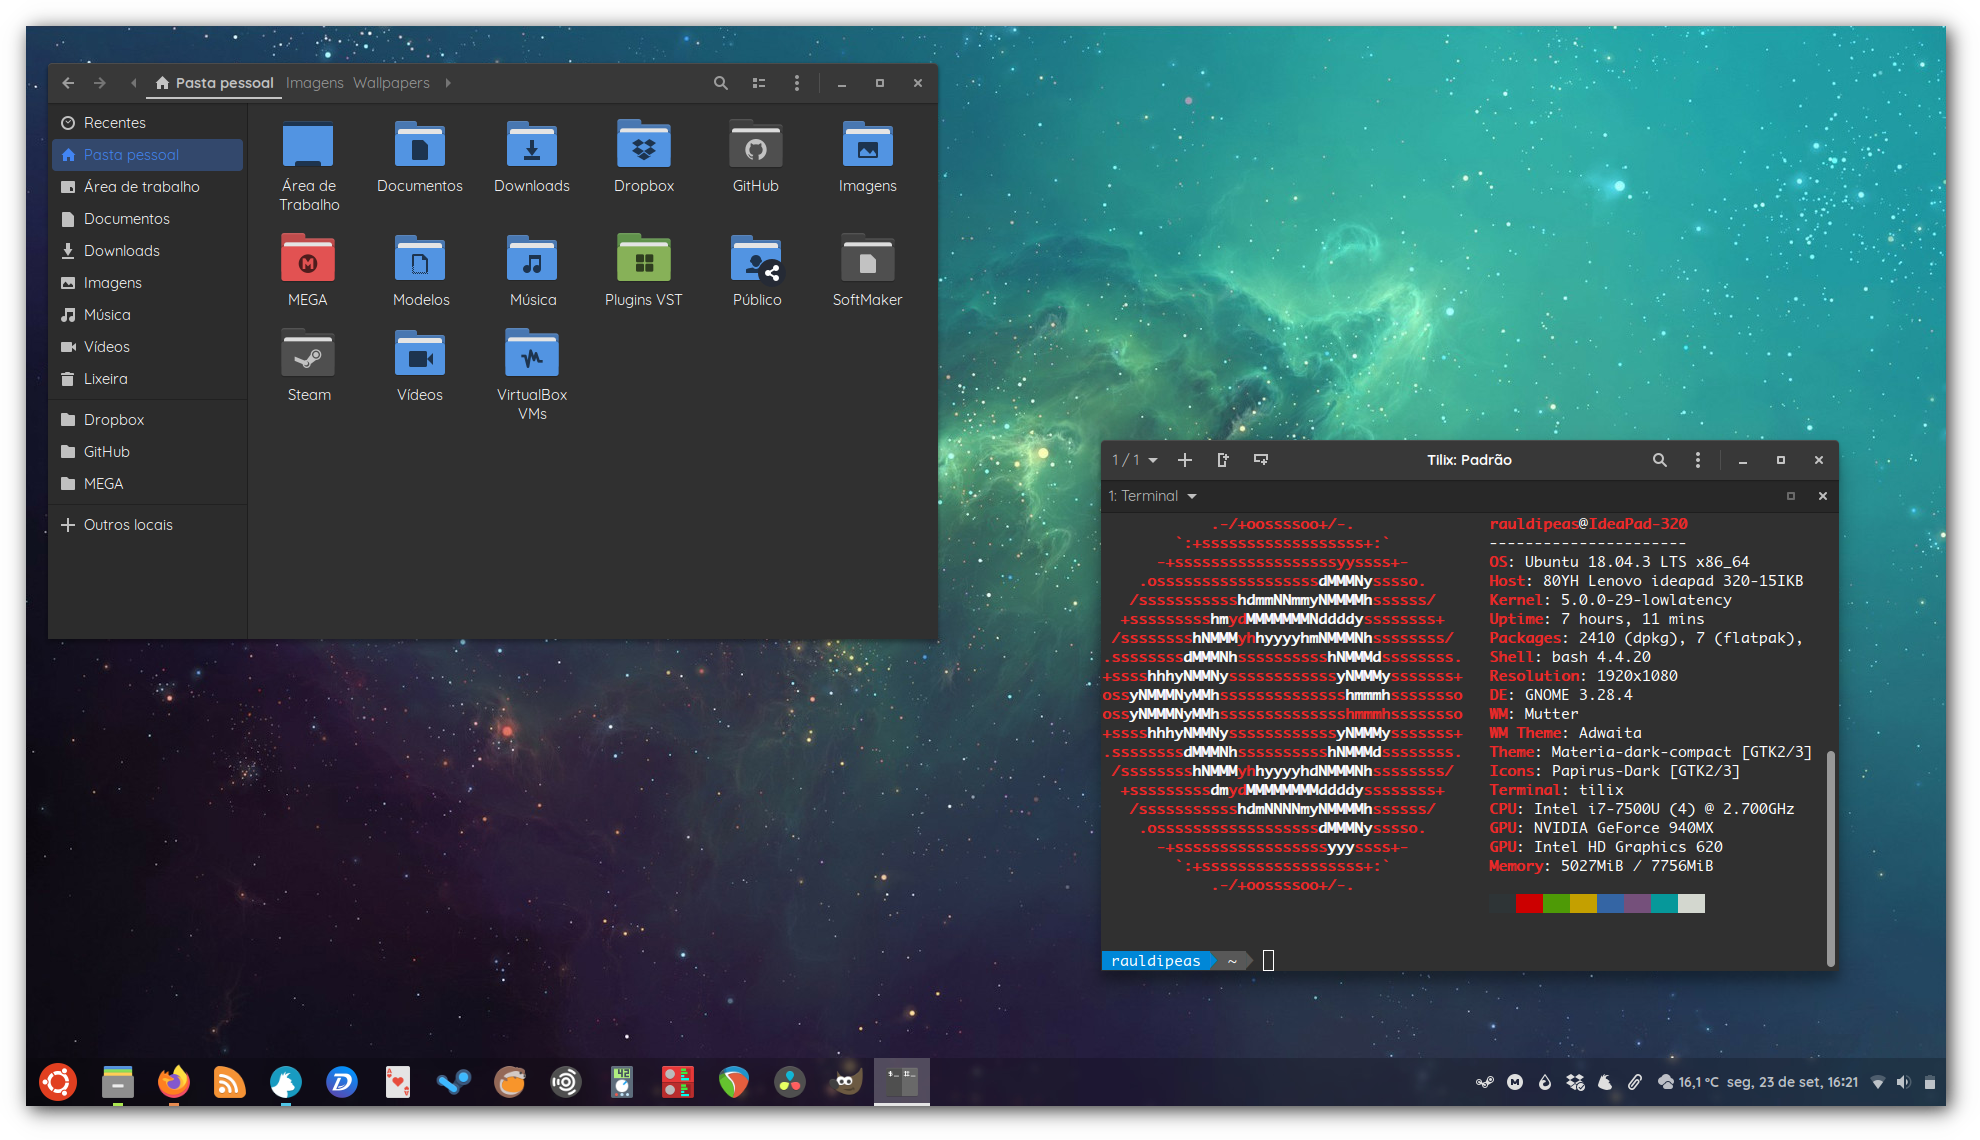 Pasta pessoal Imagens Wallpapers
Recentes
Pasta pessoal
Área de trabalho
Documentos
Downloads
Imagens
Música
Vídeos
Lixeira
Dropbox
GitHub
MEGA
Outros locais
Área de
Trabalho
Documentos
Downloads
Dropbox
GitHub
Imagens
MEGA
Modelos
Música
Plugins VST
Público
SoftMaker
Steam
Vídeos
VirtualBox
VMs
1 / 1
Tilix: Padrão
1: Terminal
.-/+oossssoo+/-.
`:+ssssssssssssssssss+:`
-+ssssssssssssssssssyyssss+-
.ossssssssssssssssssdMMMNysssso.
/ssssssssssshdmmNNmmyNMMMMhssssss/
+ssssssssshmydMMMMMMMNddddyssssssss+
/sssssssshNMMMyhhyyyyhmNMMMNhssssssss/
.ssssssssdMMMNhsssssssssshNMMMdssssssss.
+sssshhhyNMMNyssssssssssssyNMMMysssssss+
ossyNMMMNyMMhsssssssssssssshmmmhssssssso
ossyNMMMNyMMhsssssssssssssshmmmhssssssso
+sssshhhyNMMNyssssssssssssyNMMMysssssss+
.ssssssssdMMMNhsssssssssshNMMMdssssssss.
/sssssssshNMMMyhhyyyyhdNMMMNhssssssss/
+sssssssssdmydMMMMMMMMddddyssssssss+
/ssssssssssshdmNNNNmyNMMMMhssssss/
.ossssssssssssssssssdMMMNysssso.
-+sssssssssssssssssyyyssss+-
`:+ssssssssssssssssss+:`
.-/+oossssoo+/-.
rauldipeas@IdeaPad-320
----------------------
OS: Ubuntu 18.04.3 LTS x86_64
Host: 80YH Lenovo ideapad 320-15IKB
Kernel: 5.0.0-29-lowlatency
Uptime: 7 hours, 11 mins
Packages: 2410 (dpkg), 7 (flatpak),
Shell: bash 4.4.20
Resolution: 1920x1080
DE: GNOME 3.28.4
WM: Mutter
WM Theme: Adwaita
Theme: Materia-dark-compact [GTK2/3]
Icons: Papirus-Dark [GTK2/3]
Terminal: tilix
CPU: Intel i7-7500U (4) @ 2.700GHz
GPU: NVIDIA GeForce 940MX
GPU: Intel HD Graphics 620
Memory: 5027MiB / 7756MiB
rauldipeas ~
16,1 °C seg, 23 de set, 16:21